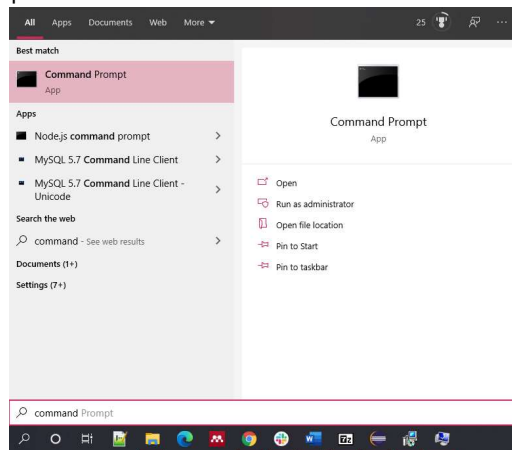 All Apps Documents Web More
25
Best match
Command Prompt
App
Apps
Node.js command prompt
MySQL 5.7 Command Line Client
MySQL 5.7 Command Line Client -
Unicode
Search the web
command - See web results
Documents (1+)
Settings (7+)
Command Prompt
App
Open
Run as administrator
Open file location
Pin to Start
Pin to taskbar
command Prompt